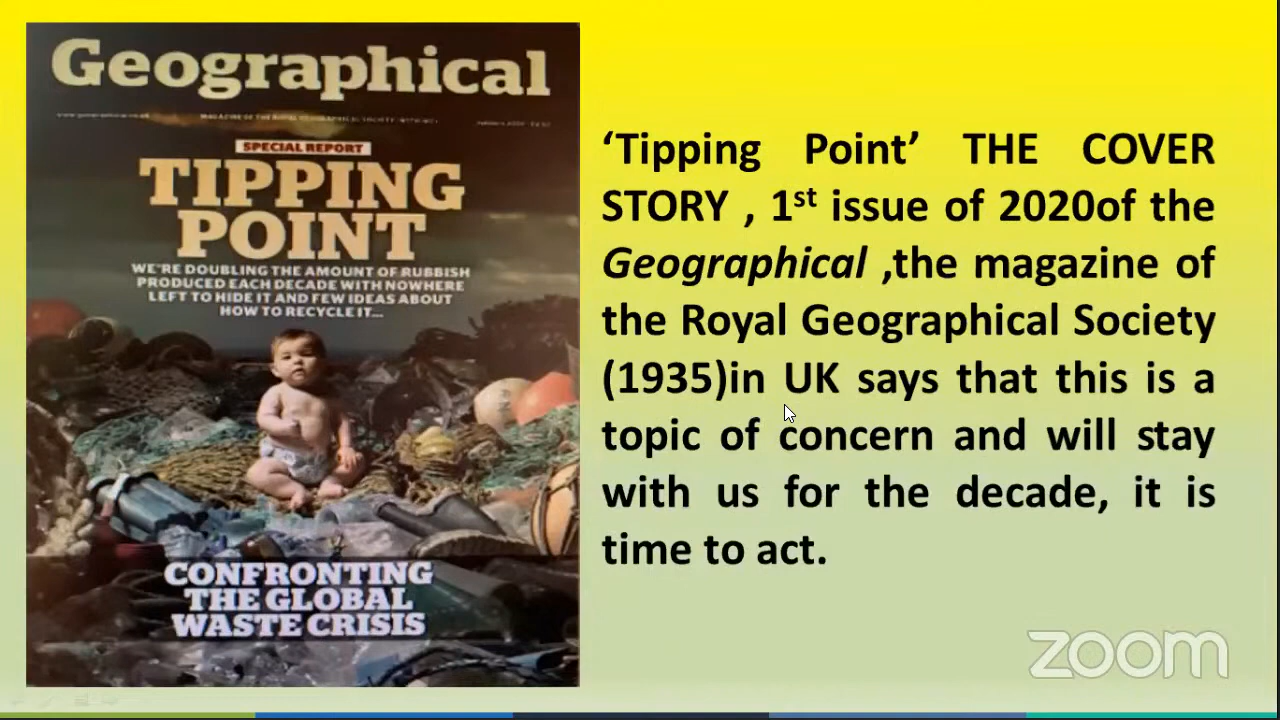 Geographical
SPECIAL REPORT
TIPPING
POINT
WE'RE DOUBLING THE AMOUNT OF RUBBISH
PRODUCED EACH DECADE WITH NOWHERE
LEFT TO HIDE IT AND FEW IDEAS ABOUT
HOW TO RECYCLE IT...
CONFRONTING
THE GLOBAL
WASTE CRISIS
‘Tipping Point’ THE COVER
STORY , 1st issue of 2020of the
Geographical ,the magazine of
the Royal Geographical Society
(1935)in UK says that this is a
topic of concern and will stay
with us for the decade, it is
time to act.
zoom